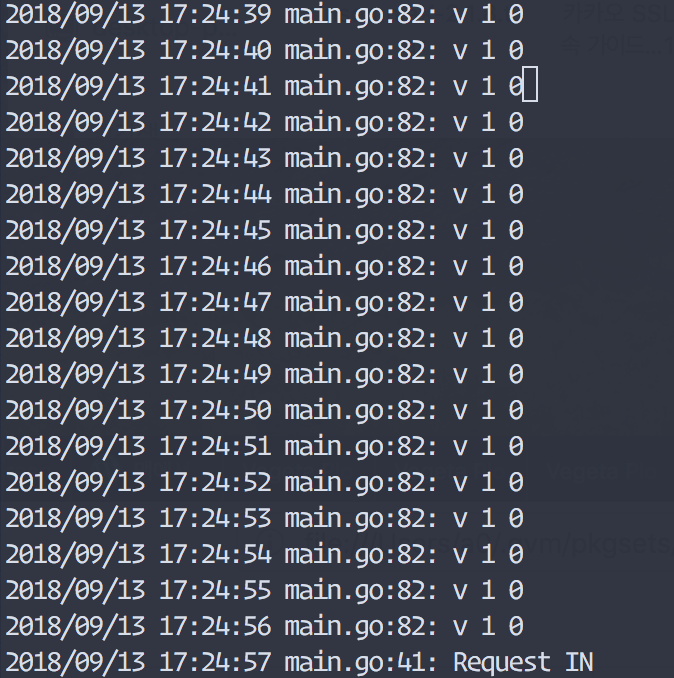 2018/09/13 17:24:39 main.go:82: v 1 0
2018/09/13 17:24:40 main.go:82: v 1 0
2018/09/13 17:24:41 main.go:82: v 1 0
2018/09/13 17:24:42 main.go:82: v 1 0
2018/09/13 17:24:43 main.go:82: v 1 0
2018/09/13 17:24:44 main.go:82: v 1 0
2018/09/13 17:24:45 main.go:82: v 1 0
2018/09/13 17:24:46 main.go:82: v 1 0
2018/09/13 17:24:47 main.go:82: v 1 0
2018/09/13 17:24:48 main.go:82: v 1 0
2018/09/13 17:24:49 main.go:82: v 1 0
2018/09/13 17:24:50 main.go:82: v 1 0
2018/09/13 17:24:51 main.go:82: v 1 0
2018/09/13 17:24:52 main.go:82: v 1 0
2018/09/13 17:24:53 main.go:82: v 1 0
2018/09/13 17:24:54 main.go:82: v 1 0
2018/09/13 17:24:55 main.go:82: v 1 0
2018/09/13 17:24:56 main.go:82: v 1 0
2018/09/13 17:24:57 main.go:41: Request IN